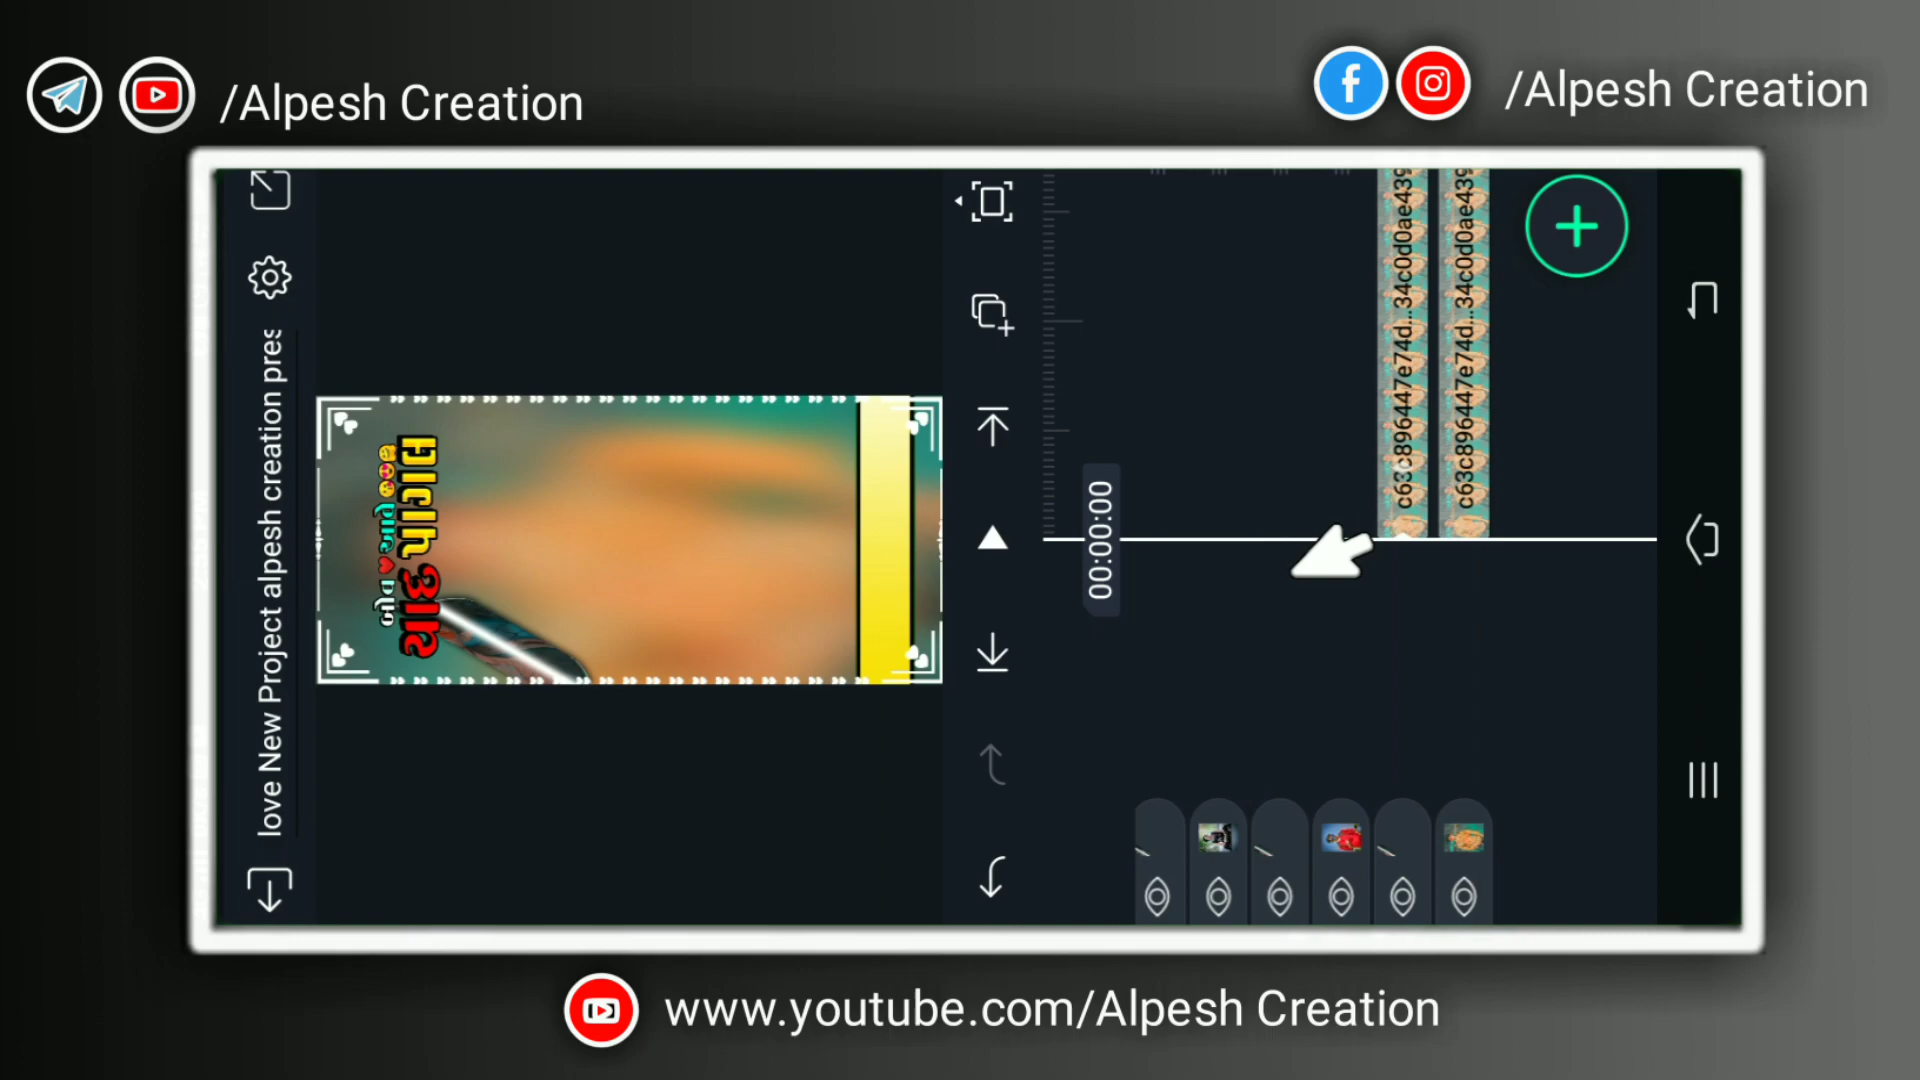 /Alpesh Creation
/Alpesh Creation
love New Project alpesh creation pres
00:00:00
c63c896447e74d...34c0d0ae439
c63c896447e74d...34c0d0ae439
www.youtube.com/Alpesh Creation